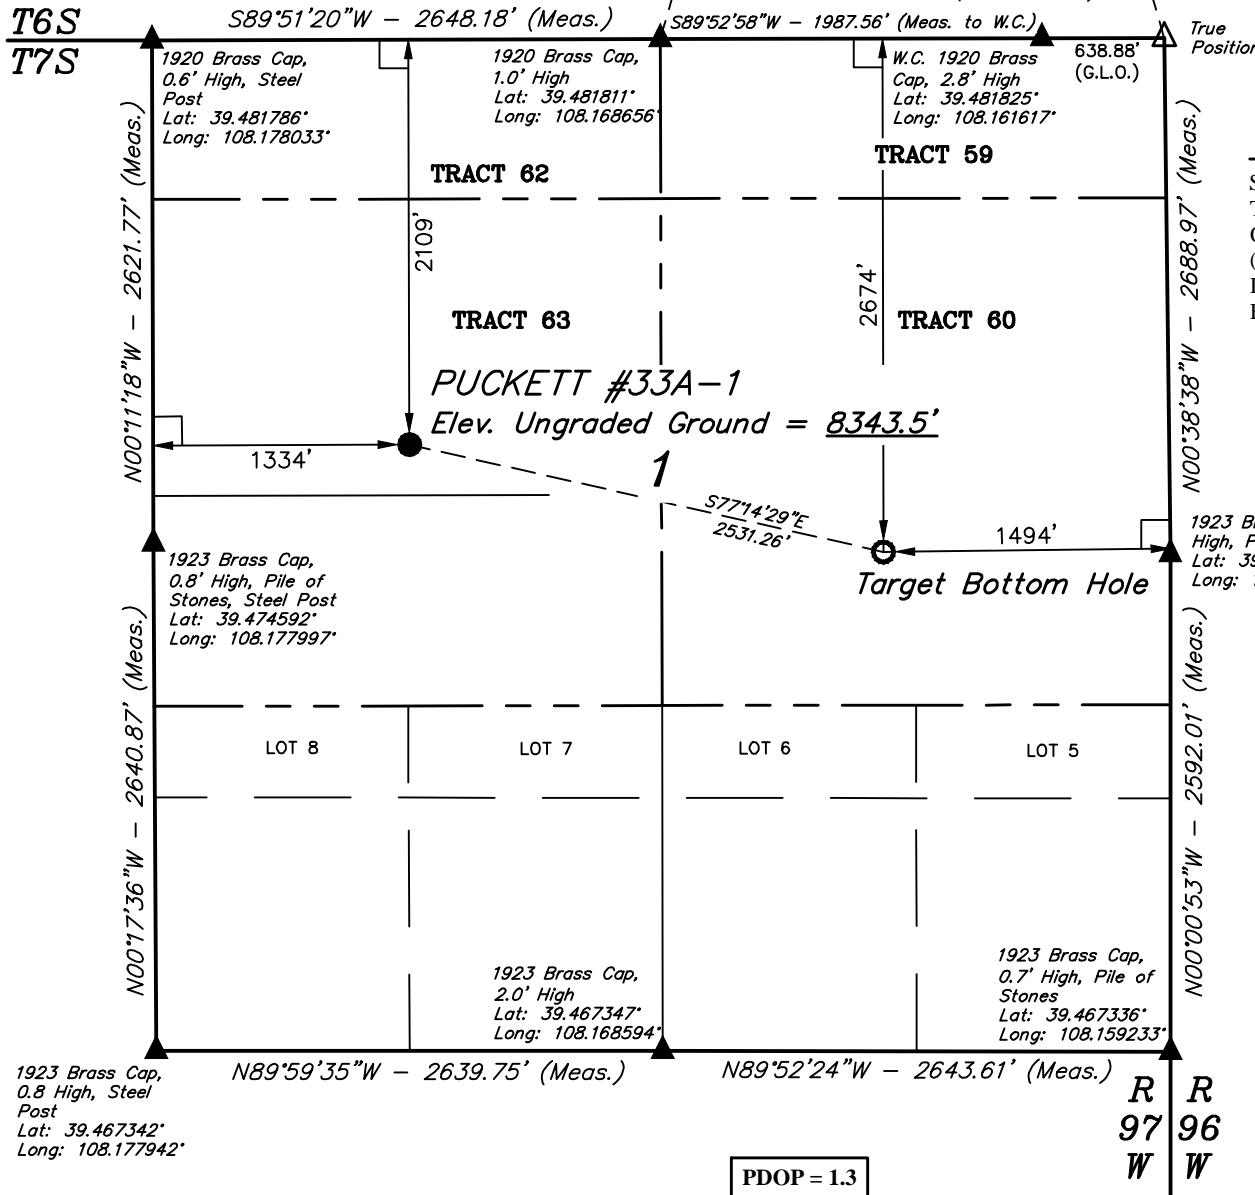 T6S
T7S
S89°51'20"W - 2648.18' (Meas.)
S89°52'58"W - 1987.56' (Meas. to W.C.)
True
Position
638.88'
(G.L.O.)
1920 Brass Cap,
0.6' High, Steel
Post
Lat: 39.481786°
Long: 108.178033°
1920 Brass Cap,
1.0' High
Lat: 39.481811°
Long: 108.168656°
W.C. 1920 Brass
Cap, 2.8' High
Lat: 39.481825°
Long: 108.161617°
TRACT 62
TRACT 59
N00°11'18"W - 2621.77' (Meas.)
2109'
2674'
N00°38'38"W - 2688.97' (Meas.)
TRACT 63
TRACT 60
PUCKETT #33A-1
Elev. Ungraded Ground = 8343.5'
1334'
1
S77°14'29"E
2531.26'
1494'
Target Bottom Hole
1923 Brass Cap,
0.8' High, Pile of
Stones, Steel Post
Lat: 39.474592°
Long: 108.177997°
1923
High,
Lat:
Long:
N00°17'36"W - 2640.87' (Meas.)
N00°00'53"W - 2592.01' (Meas.)
LOT 8
LOT 7
LOT 6
LOT 5
1923 Brass Cap,
2.0' High
Lat: 39.467347°
Long: 108.168594°
1923 Brass Cap,
0.7' High, Pile of
Stones
Lat: 39.467336°
Long: 108.159233°
1923 Brass Cap,
0.8 High, Steel
Post
Lat: 39.467342°
Long: 108.177942°
N89°59'35"W - 2639.75' (Meas.)
N89°52'24"W - 2643.61' (Meas.)
R R
97 96
W W
PDOP = 1.3